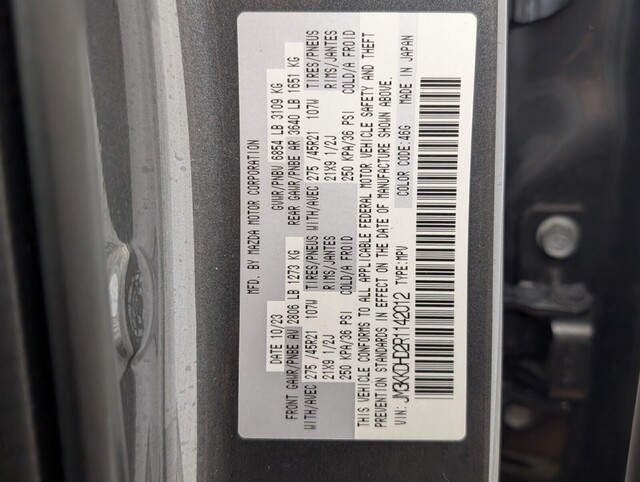 MFD. BY MAZDA MOTOR CORPORATION
DATE 10/23 GVWR/PNBV 6854 LB 3109 KG
FRONT GAWR/PNBE AV 2806 LB 1273 KG REAR GAWR/PNBE AR 3640 LB 1651 KG
WITH/AVEC 275 /45R21 107W TIRES/PNEUS WITH/AVEC 275 /45R21 107W TIRES/PNEUS
21X9 1/2J RIMS/JANTES 21X9 1/2J RIMS/JANTES
250 KPA/36 PSI COLD/A FROID 250 KPA/36 PSI COLD/A FROID
THIS VEHICLE CONFORMS TO ALL APPLICABLE FEDERAL MOTOR VEHICLE SAFETY AND THEFT
PREVENTION STANDARDS IN EFFECT ON THE DATE OF MANUFACTURE SHOWN ABOVE.
VIN: JM3KKDHD2R1142012 TYPE:MPV COLOR CODE:46G MADE IN JAPAN